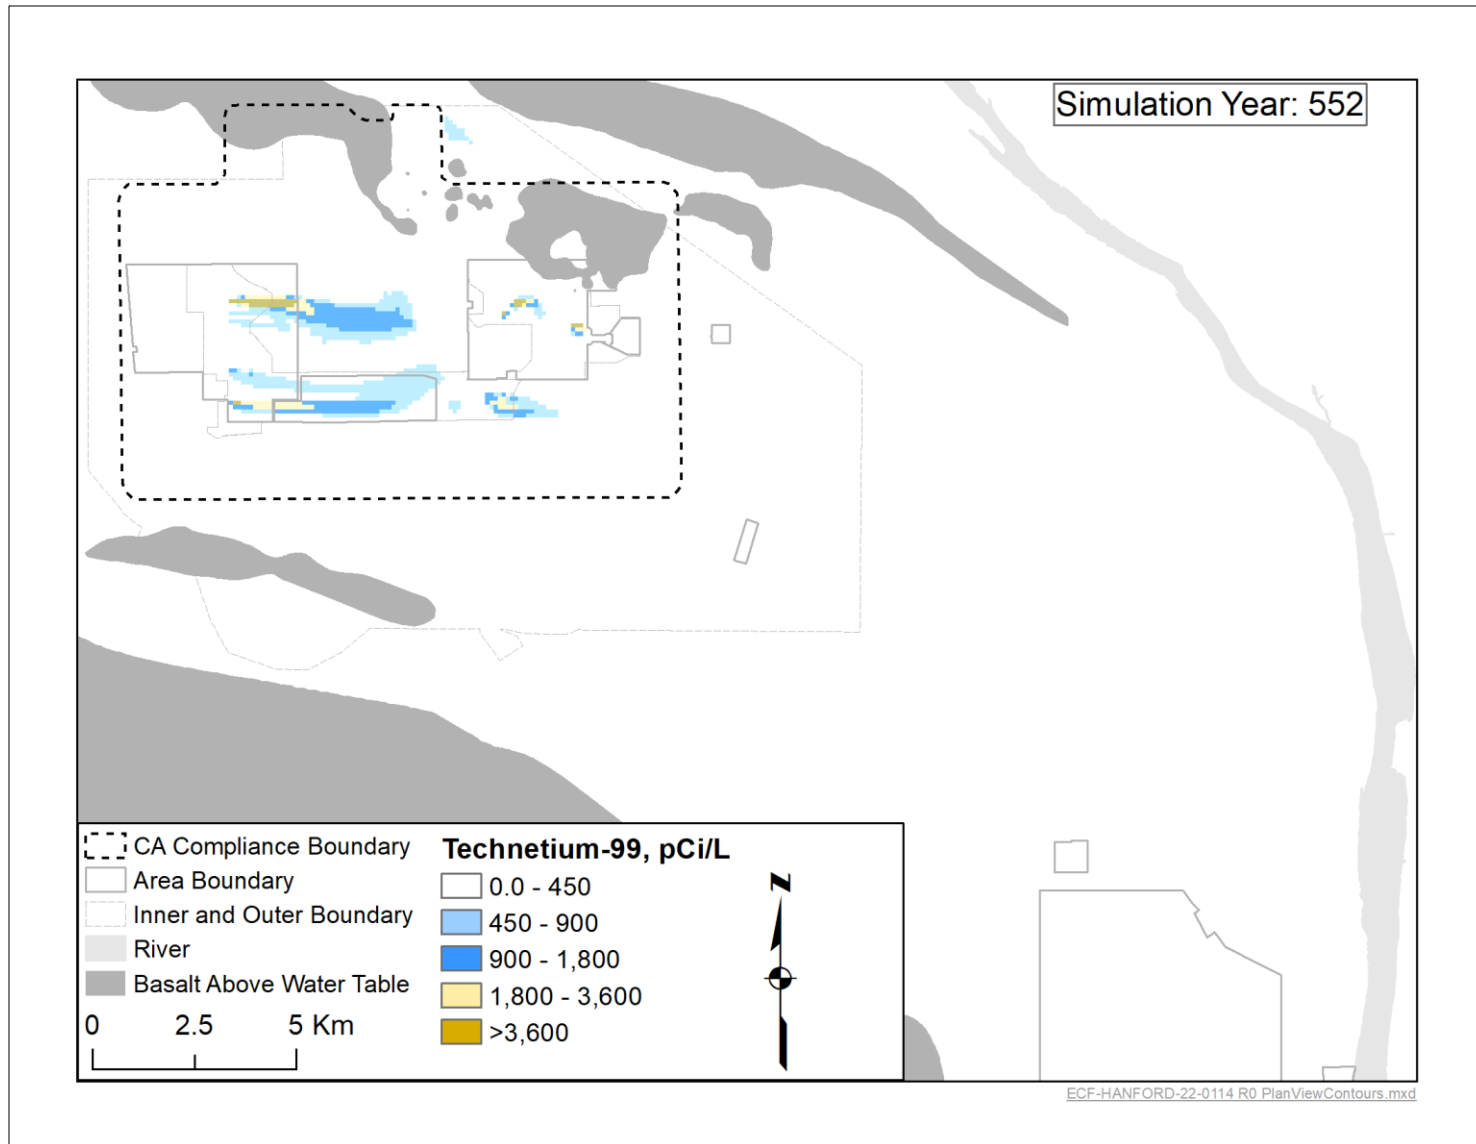 Simulation Year: 552
CA Compliance Boundary
Area Boundary
Inner and Outer Boundary
River
Basalt Above Water Table
0 2.5 5 Km
Technetium-99, pCi/L
0.0 - 450
450 - 900
900 - 1,800
1,800 - 3,600
>3,600
N
ECF-HANFORD-22-0114 R0 PlanViewContours.mxd